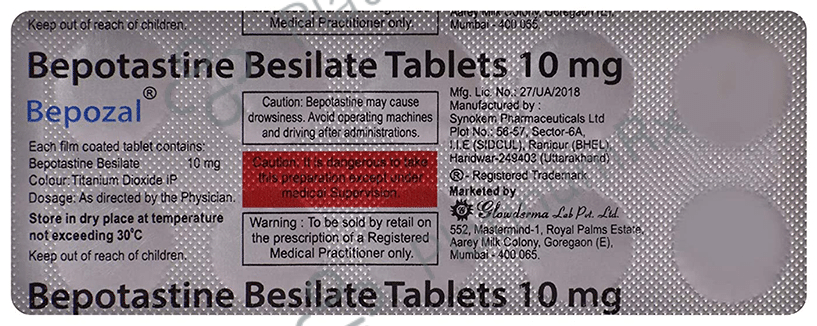 Keep out of reach of children.
Medical Practitioner only.
Aarey Milk Colony, Goregaon (E),
Mumbai - 400 065.
Bepotastine Besilate Tablets 10 mg
Bepozal®
Each film coated tablet contains:
Bepotastine Besilate 10 mg
Colour: Titanium Dioxide IP
Dosage: As directed by the Physician.
Store in dry place at temperature
not exceeding 30°C
Keep out of reach of children.
Caution: Bepotastine may cause
drowsiness. Avoid operating machines
and driving after administrations.
Caution: It is dangerous to take
this preparation except under
medical Supervision.
Warning : To be sold by retail on
the prescription of a Registered
Medical Practitioner only.
Mfg. Lic. No.: 27/UA/2018
Manufactured by :
Synokem Pharmaceuticals Ltd
Plot No.: 56-57, Sector-6A,
I.I.E (SIDCUL), Ranipur (BHEL),
Haridwar-249403 (Uttarakhand)
® - Registered Trademark
Marketed by
Glowderma Lab Pvt. Ltd.
552, Mastermind-1, Royal Palms Estate,
Aarey Milk Colony, Goregaon (E),
Mumbai - 400 065.
Bepotastine Besilate Tablets 10 mg